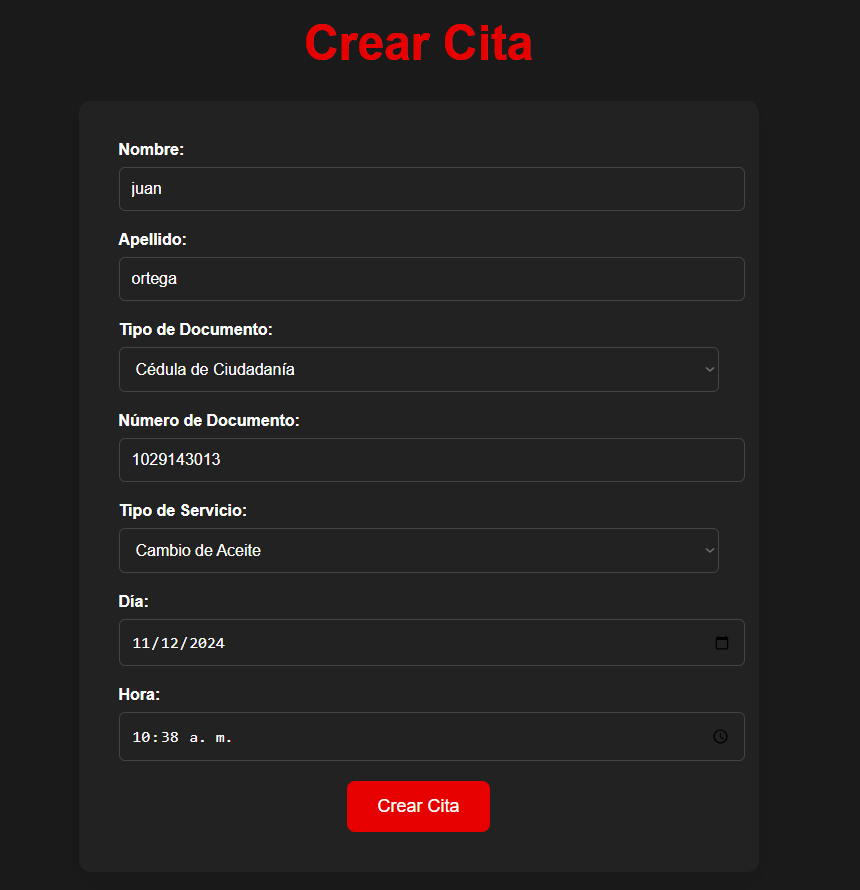 Crear Cita
Nombre:
juan
Apellido:
ortega
Tipo de Documento:
Cédula de Ciudadanía
Número de Documento:
1029143013
Tipo de Servicio:
Cambio de Aceite
Día:
11/12/2024
Hora:
10:38 a. m.
Crear Cita